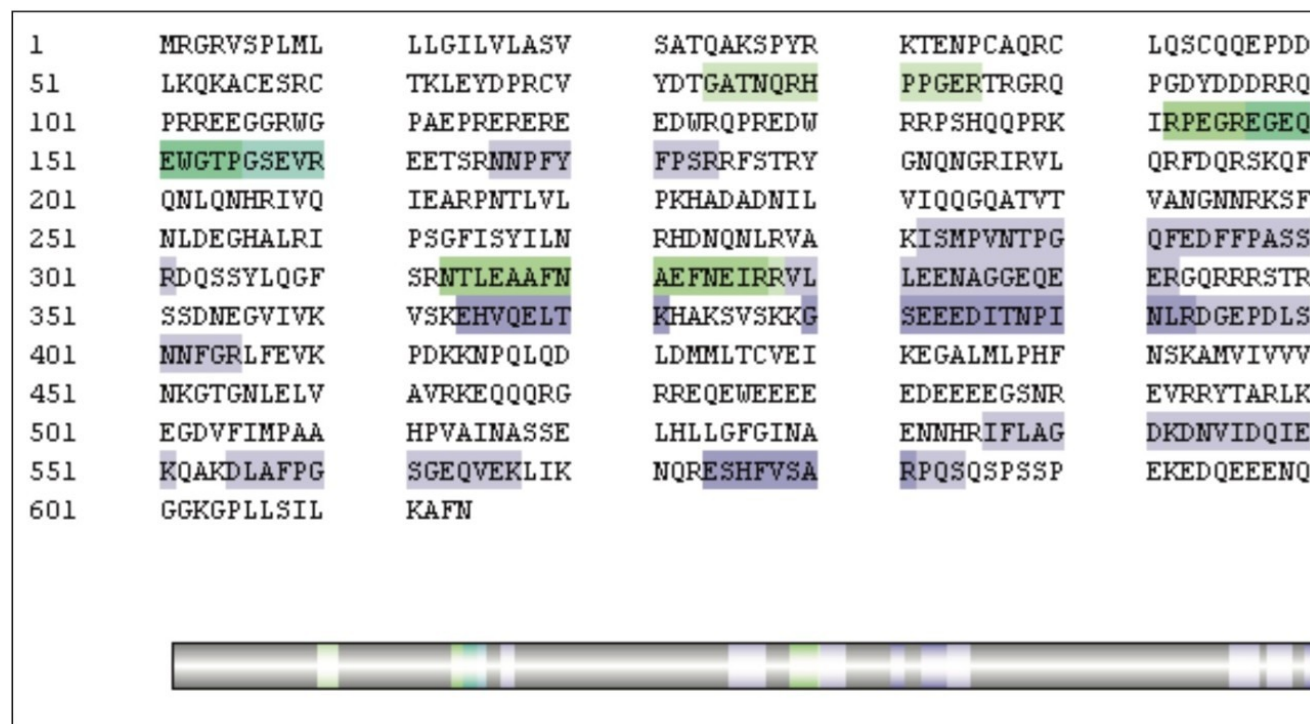 1 MRGRVSPLML LLGILVLASV SATQAKSPYR KTENPCAQRC LQSCQQEPDD
51 LKQKACESRC TKLEYDPRCV YDTGATNQRH PPGERTRGRQ PGDYDDDRRQ
101 PRREEGGRWG PAEPRERERE EDWRQPREDW RRPSHQQPRK IRPEGREGEQ
151 EWGTPGSEVR EETSRNNPFY FPSRRFSTRY GNQNGRIRVL QRFDQRSKQF
201 QNLQNHRIVQ IEARPNTLVL PKHADADNIL VIQQGQATVT VANGNNRKSF
251 NLDEGHALRI PSGFISYILN RHDNQNLRVA KISMPVNTPG QFEDFFPASS
301 RDQSSYLQGF SRNTLEAAFN AEFNEIRRVL LEENAGGEQE ERGQRRRSTR
351 SSDNEGVIVK VSKEHVQELT KHAKSVSKKG SEEEDITNPI NLRDGEPDLS
401 NNFGRLFEVK PDKKNPQLQD LDMMLTCVEI KEGALMLPHF NSKAMVIVVV
451 NKGTGNLELV AVRKEQQQRG RREQEWEEEE EDEEEEGSNR EVRRYTARLK
501 EGDVFIMPAA HPVAINASSE LHLLGFGINA ENNHRIFLAG DKDNVIDQIE
551 KQAKDLAFPG SGEQVEKLIK NQRESHFVSA RPQSQSPSSP EKEDQEEENQ
601 GGKGPLLSIL KAFN